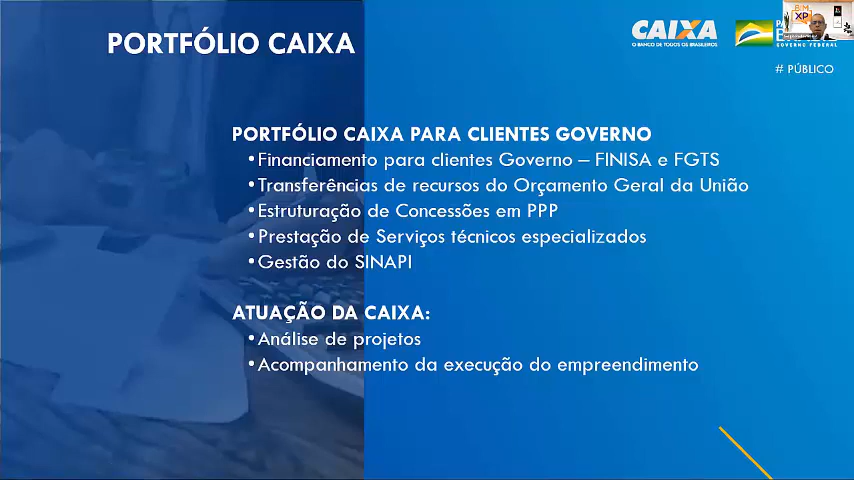 PORTFÓLIO CAIXA
CAIXA
O BANCO DE TODOS OS BRASILEIROS
GOVERNO FEDERAL
BIM
XP
# PÚBLICO
PORTFÓLIO CAIXA PARA CLIENTES GOVERNO
•Financiamento para clientes Governo – FINISA e FGTS
•Transferências de recursos do Orçamento Geral da União
•Estruturação de Concessões em PPP
•Prestação de Serviços técnicos especializados
•Gestão do SINAPI
ATUAÇÃO DA CAIXA:
•Análise de projetos
•Acompanhamento da execução do empreendimento